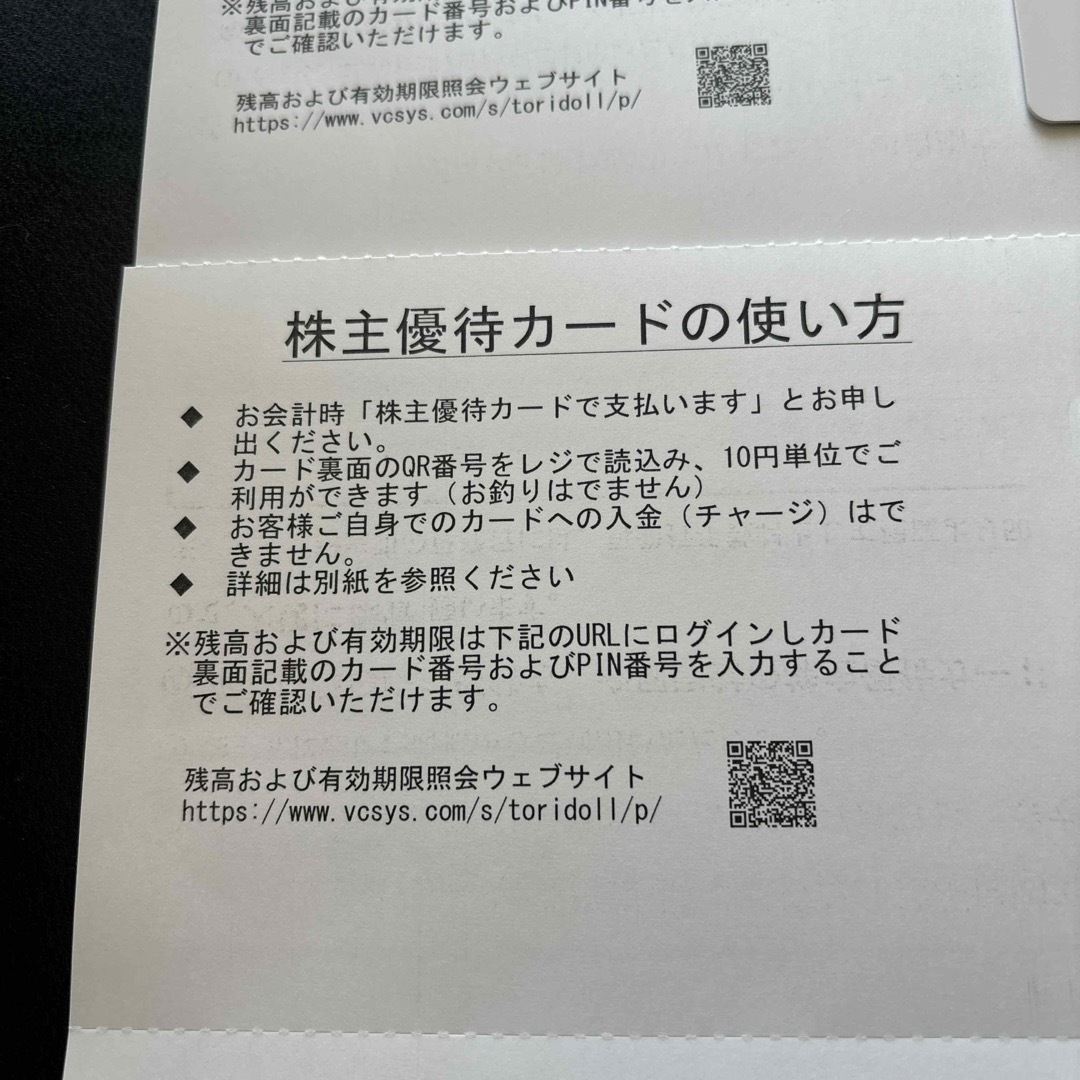 ※残高および有効期限
裏面記載のカード番号およびPIN番号を入
でご確認いただけます。
残高および有効期限照会ウェブサイト
https://www.vcsys.com/s/toridoll/p/
株主優待カードの使い方
◆ お会計時「株主優待カードで支払います」とお申し
出ください。
◆ カード裏面のQR番号をレジで読込み、10円単位でご
利用ができます（お釣りはでません）
◆ お客様ご自身でのカードへの入金（チャージ）はで
きません。
◆ 詳細は別紙を参照ください
※残高および有効期限は下記のURLにログインしカード
裏面記載のカード番号およびPIN番号を入力すること
でご確認いただけます。
残高および有効期限照会ウェブサイト
https://www.vcsys.com/s/toridoll/p/